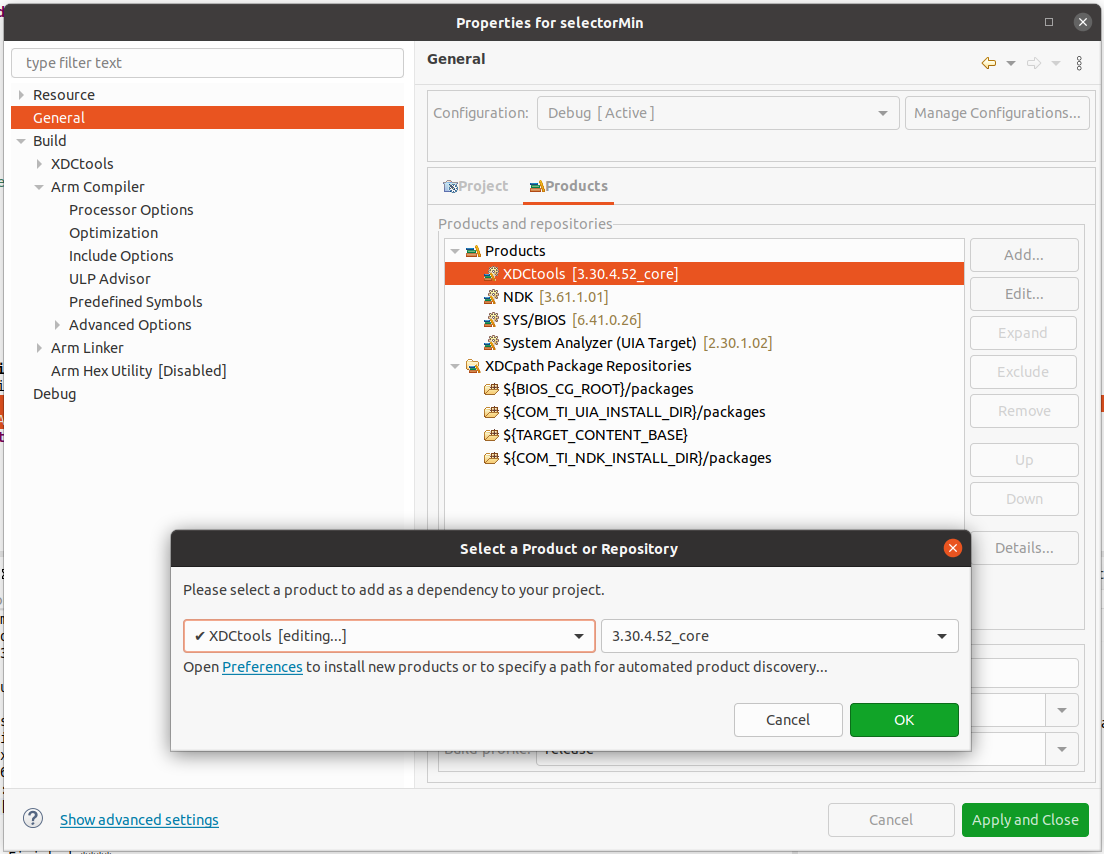 Properties for selectorMin
type filter text
General
Resource
General
Build
XDCtools
Arm Compiler
Processor Options
Optimization
Include Options
ULP Advisor
Predefined Symbols
Advanced Options
Arm Linker
Arm Hex Utility [Disabled]
Debug
Configuration: Debug [ Active ] Manage Configurations...
Project Products
Products and repositories
Products
XDCtools [3.30.4.52_core]
NDK [3.61.1.01]
SYS/BIOS [6.41.0.26]
System Analyzer (UIA Target) [2.30.1.02]
XDCpath Package Repositories
${BIOS_CG_ROOT}/packages
${COM_TI_UIA_INSTALL_DIR}/packages
${TARGET_CONTENT_BASE}
${COM_TI_NDK_INSTALL_DIR}/packages
Add...
Edit...
Expand
Exclude
Remove
Up
Down
Details...
Select a Product or Repository
Please select a product to add as a dependency to your project.
✔ XDCtools [editing...] 3.30.4.52_core
Open Preferences to install new products or to specify a path for automated product discovery...
Cancel OK
Show advanced settings
Cancel Apply and Close